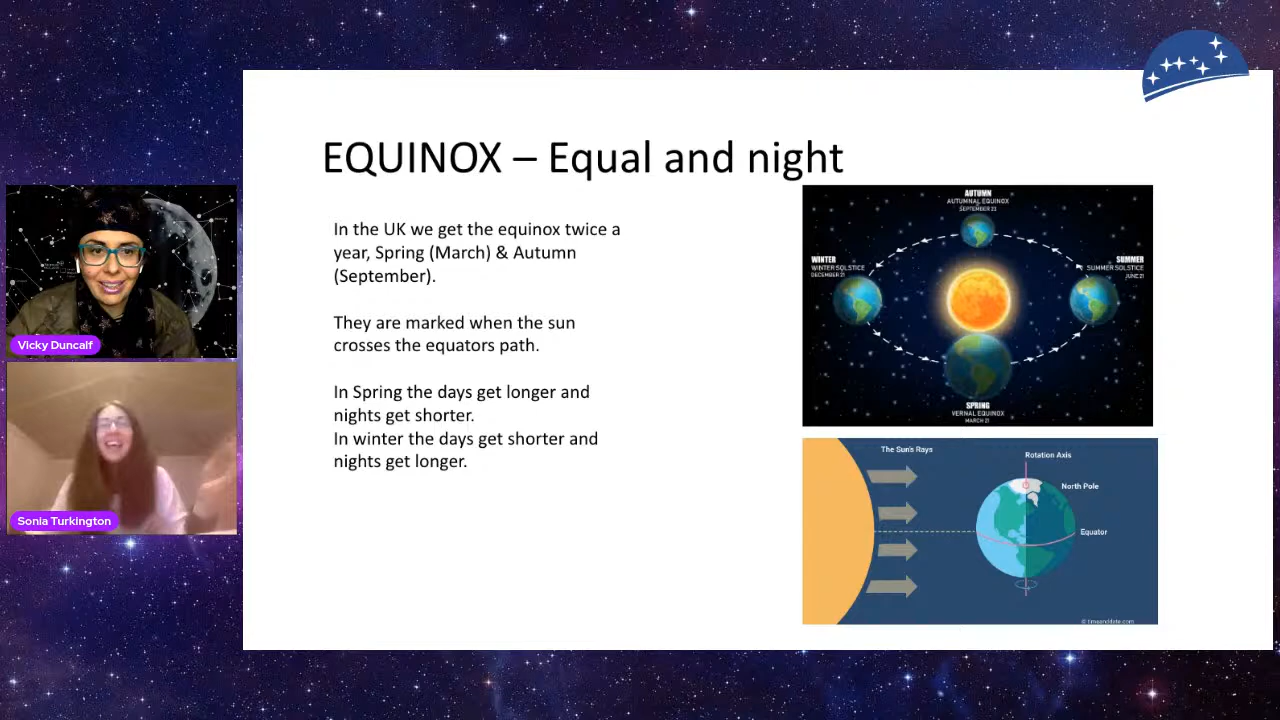 EQUINOX – Equal and night
In the UK we get the equinox twice a
year, Spring (March) & Autumn
(September).
They are marked when the sun
crosses the equators path.
In Spring the days get longer and
nights get shorter.
In winter the days get shorter and
nights get longer.
AUTUMN
AUTUMNAL EQUINOX
SEPTEMBER 21
WINTER
WINTER SOLSTICE
DECEMBER 21
SUMMER
SUMMER SOLSTICE
JUNE 21
SPRING
VERNAL EQUINOX
MARCH 21
The Sun's Rays
Rotation Axis
North Pole
Equator
© timeanddate.com
Vicky Duncalf
Sonia Turkington